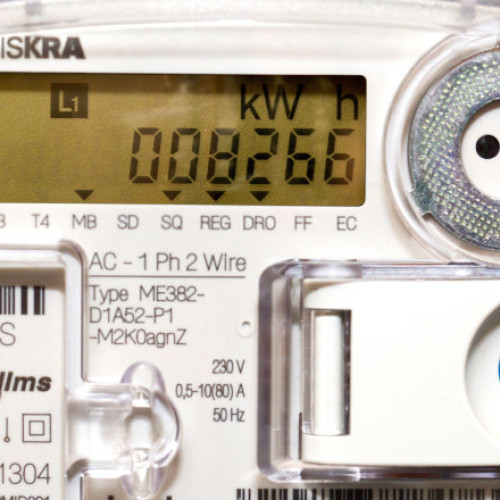 ISKRA
L1 kW h
008266
T4 MB SD SQ REG DRO FF EC
AC - 1 Ph 2 Wire
Type ME382-
D1A52-P1
-M2K0agnZ
230 V
0,5-10(80) A
50 Hz
1304